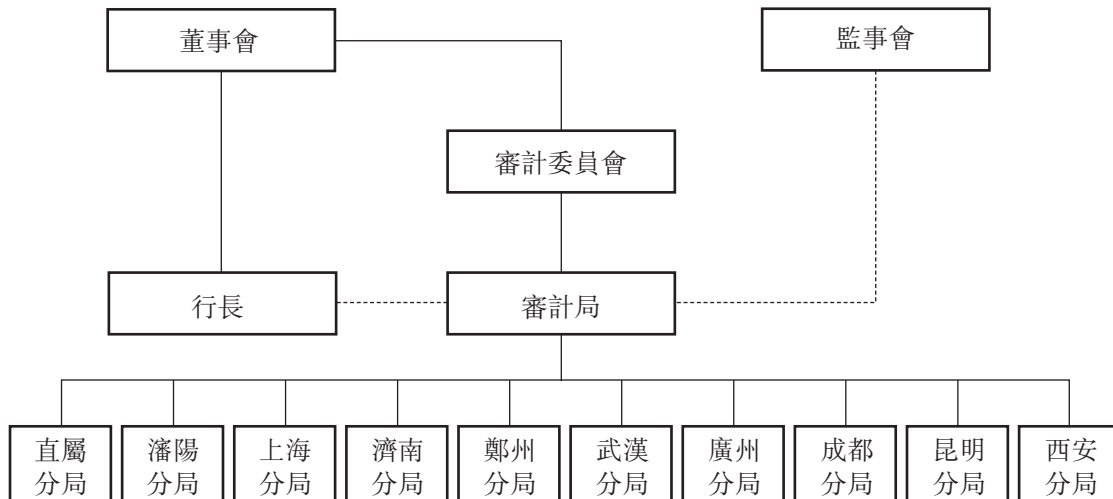 董事會
監事會
審計委員會
行長
審計局
直屬
分局
瀋陽
分局
上海
分局
濟南
分局
鄭州
分局
武漢
分局
廣州
分局
成都
分局
昆明
分局
西安
分局